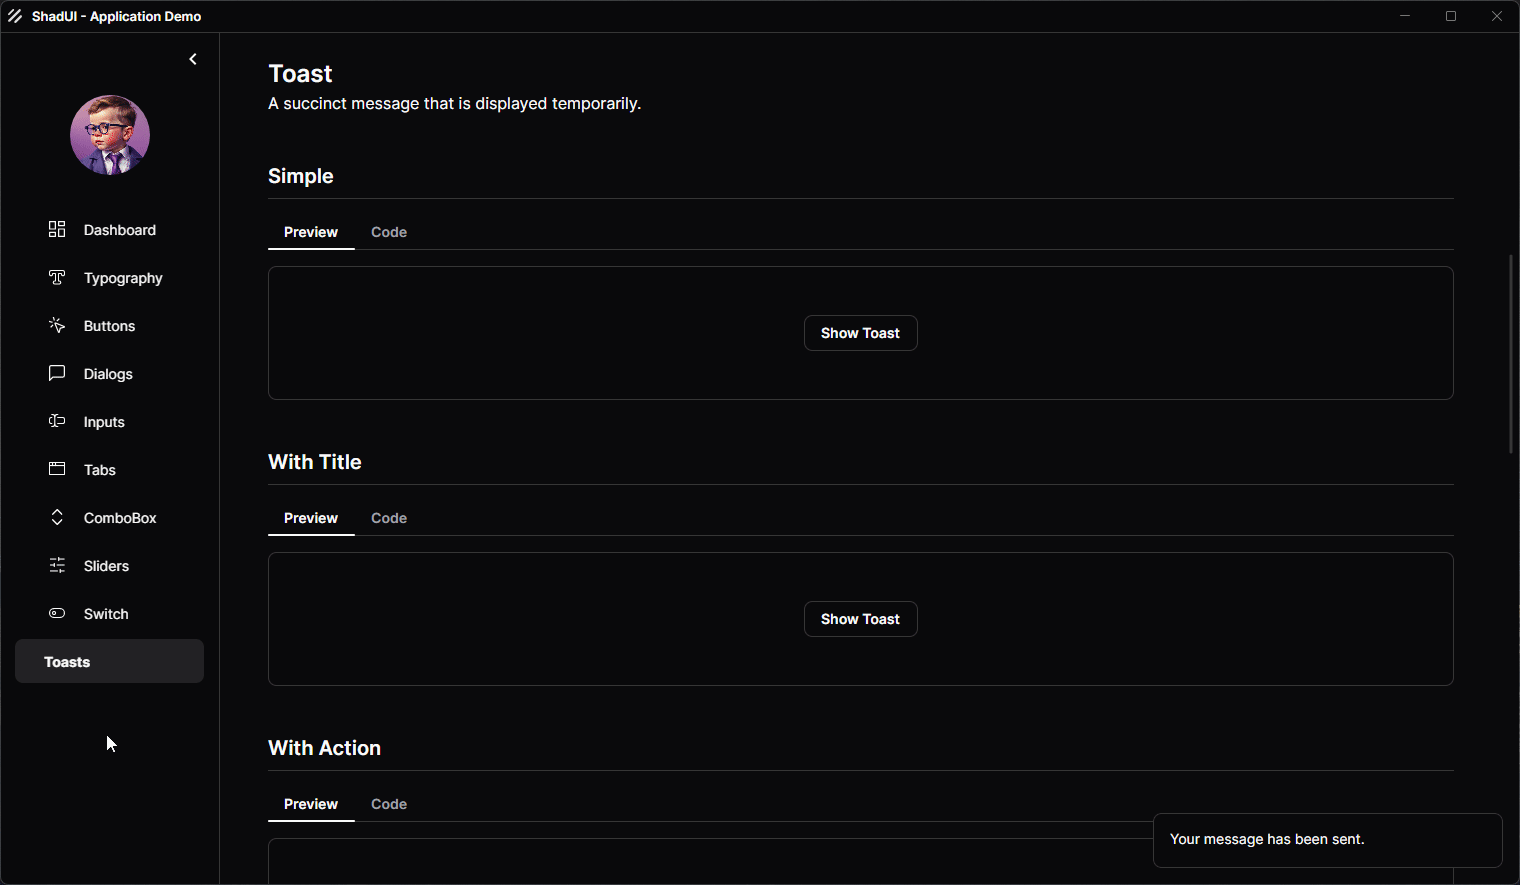 ShadUI - Application Demo
Dashboard
Typography
Buttons
Dialogs
Inputs
Tabs
ComboBox
Sliders
Switch
Toasts
Toast
A succinct message that is displayed temporarily.
Simple
Preview Code
Show Toast
With Title
Preview Code
Show Toast
With Action
Preview Code
Your message has been sent.